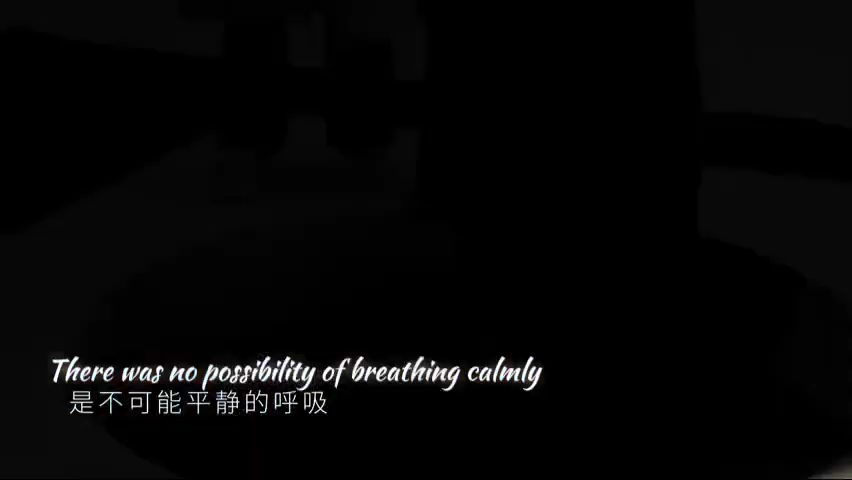 There was no possibility of breathing calmly
是不可能平静的呼吸